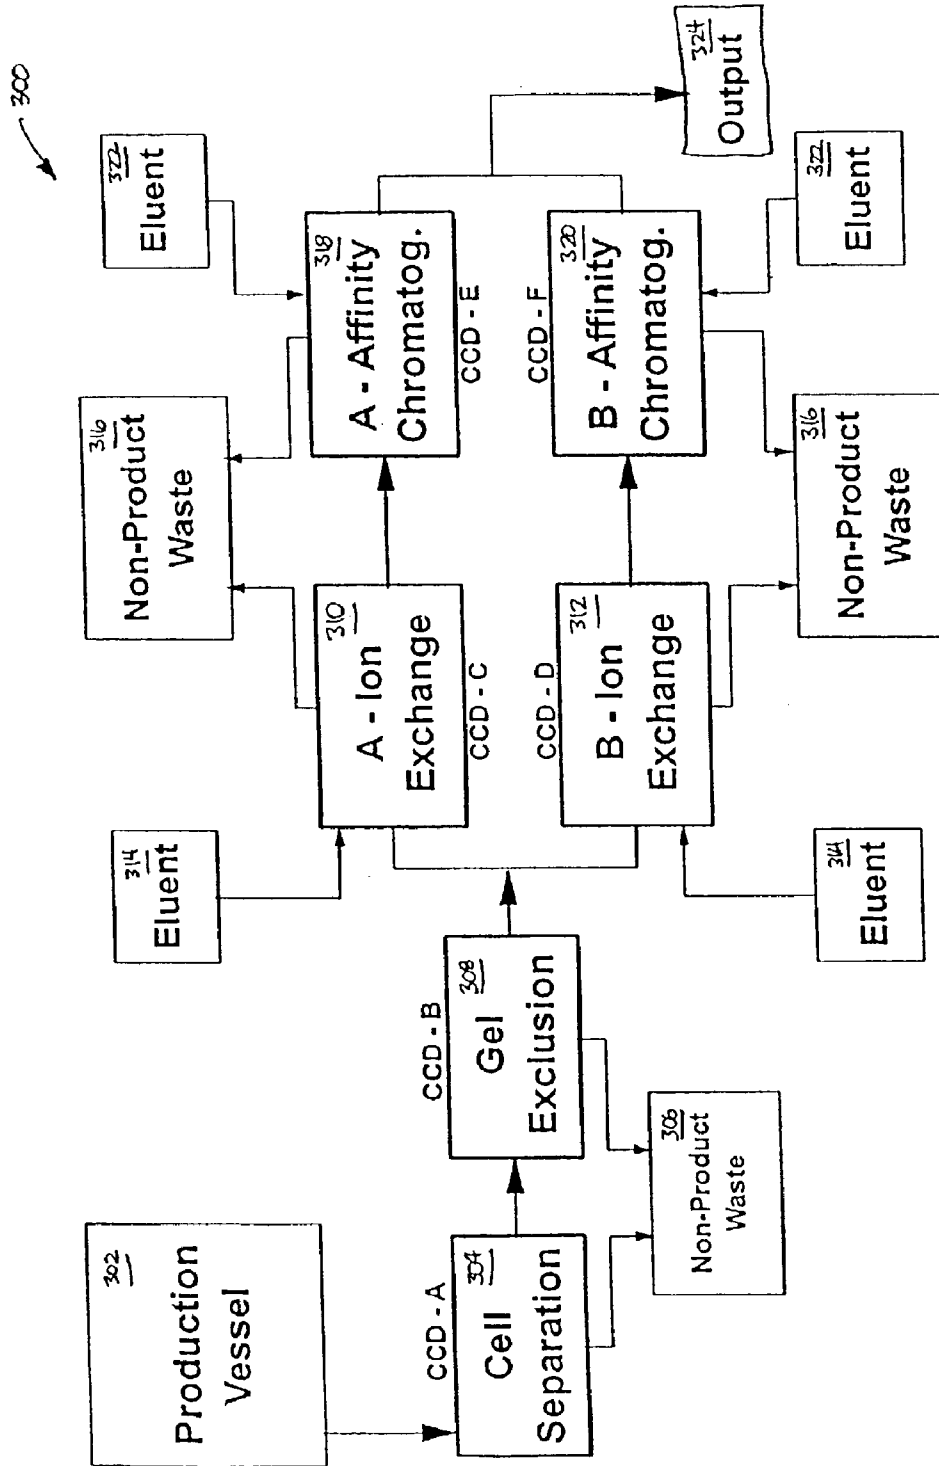 300
302
Production
Vessel
CCD - A
304
Cell
Separation
306
Non-Product
Waste
CCD - B
308
Gel
Exclusion
314
Eluent
310
A - Ion
Exchange
CCD - C
CCD - D
312
B - Ion
Exchange
314
Eluent
316
Non-Product
Waste
322
Eluent
318
A - Affinity
Chromatog.
CCD - E
CCD - F
320
B - Affinity
Chromatog.
316
Non-Product
Waste
322
Eluent
324
Output